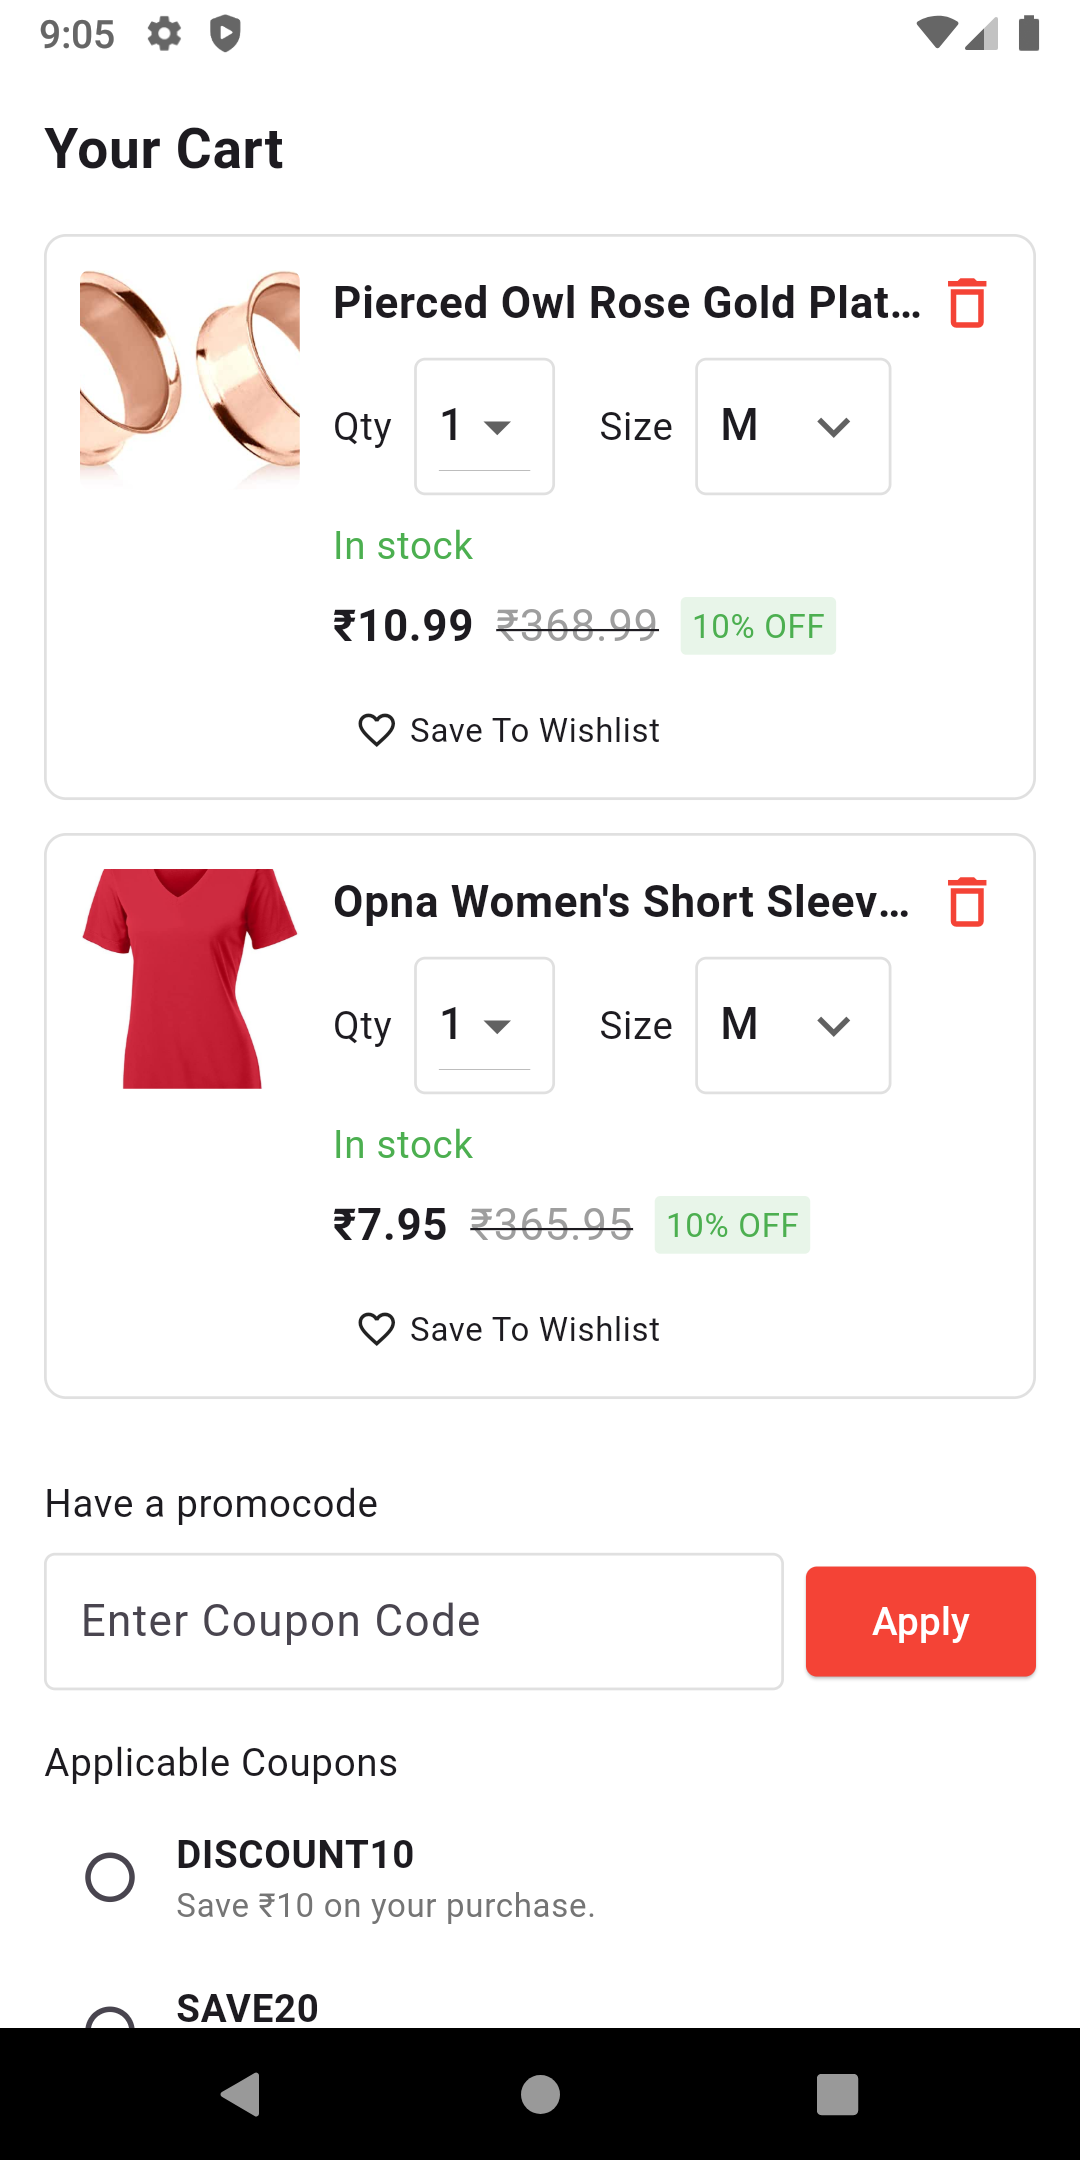 9:05
Your Cart
Pierced Owl Rose Gold Plat...
Qty 1 Size M
In stock
₹10.99 ₹368.99 10% OFF
Save To Wishlist
Opna Women's Short Sleev...
Qty 1 Size M
In stock
₹7.95 ₹365.95 10% OFF
Save To Wishlist
Have a promocode
Enter Coupon Code
Apply
Applicable Coupons
DISCOUNT10
Save ₹10 on your purchase.
SAVE20